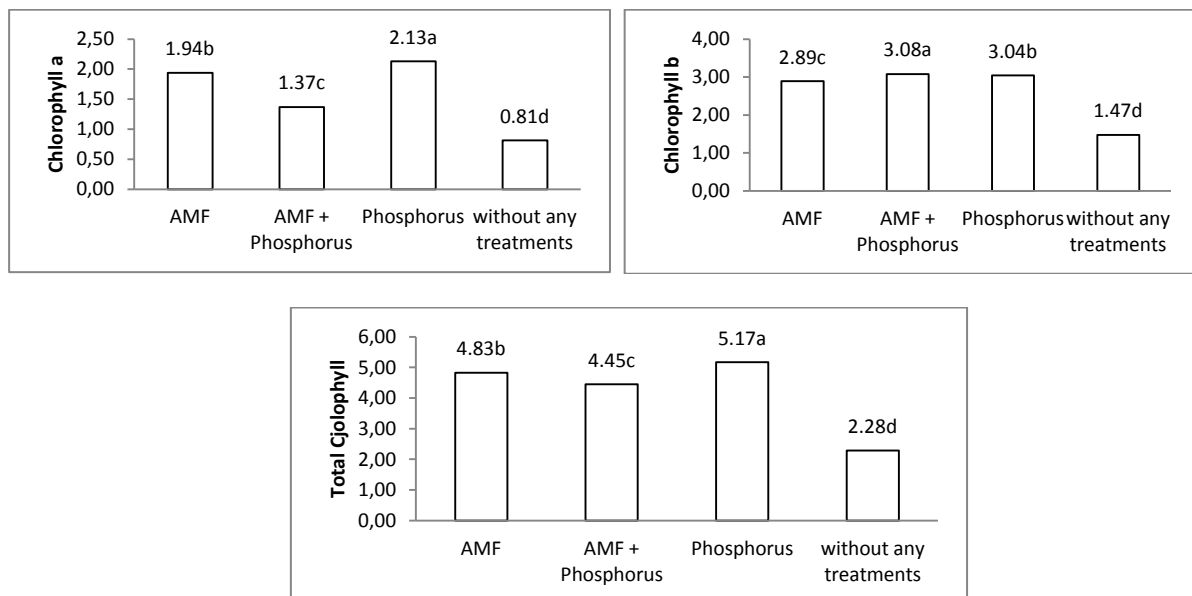 Chlorophyll a
2,50
2,00
1,50
1,00
0,50
0,00
1.94b
1.37c
2.13a
0.81d
AMF
AMF +
Phosphorus
Phosphorus
without any
treatments
Chlorophyll b
4,00
3,00
2,00
1,00
0,00
2.89c
3.08a
3.04b
1.47d
AMF
AMF +
Phosphorus
Phosphorus
without any
treatments
Total Cjolophyll
6,00
5,00
4,00
3,00
2,00
1,00
0,00
4.83b
4.45c
5.17a
2.28d
AMF
AMF +
Phosphorus
Phosphorus
without any
treatments